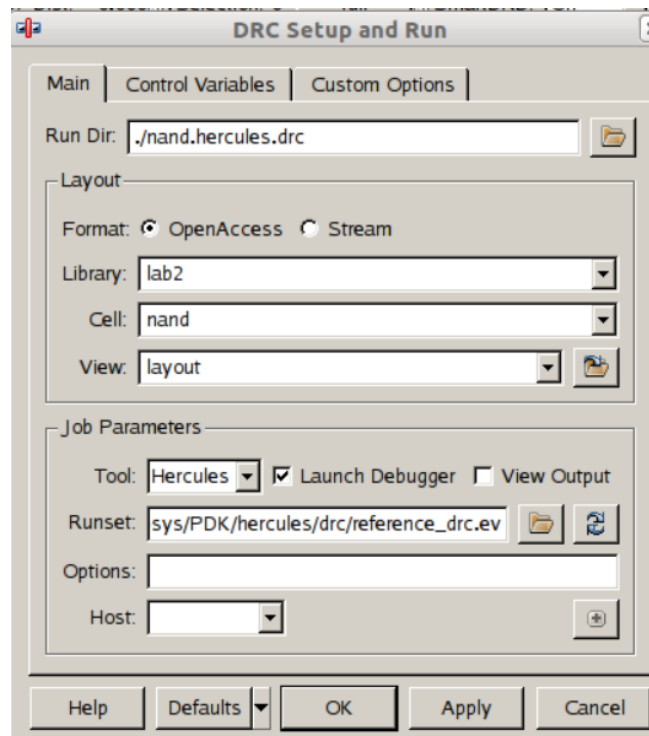 DRC Setup and Run
Main Control Variables Custom Options
Run Dir: ./nand.hercules.drc
Layout
Format: OpenAccess Stream
Library: lab2
Cell: nand
View: layout
Job Parameters
Tool: Hercules Launch Debugger View Output
Runset: sys/PDK/hercules/drc/reference_drc.ev
Options:
Host:
Help Defaults OK Apply Cancel